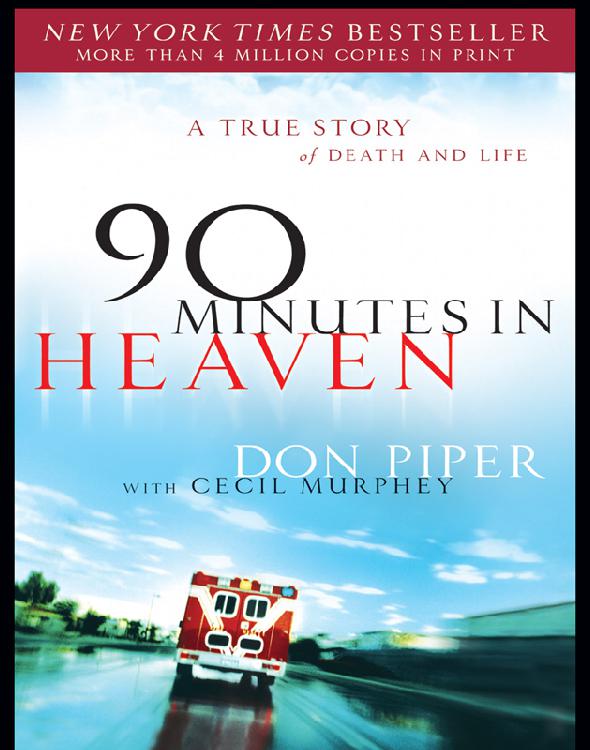 NEW YORK TIMES BESTSELLER
MORE THAN 4 MILLION COPIES IN PRINT
A TRUE STORY
of DEATH AND LIFE
90
MINUTES IN
HEAVEN
DON PIPER
WITH CECIL MURPHEY